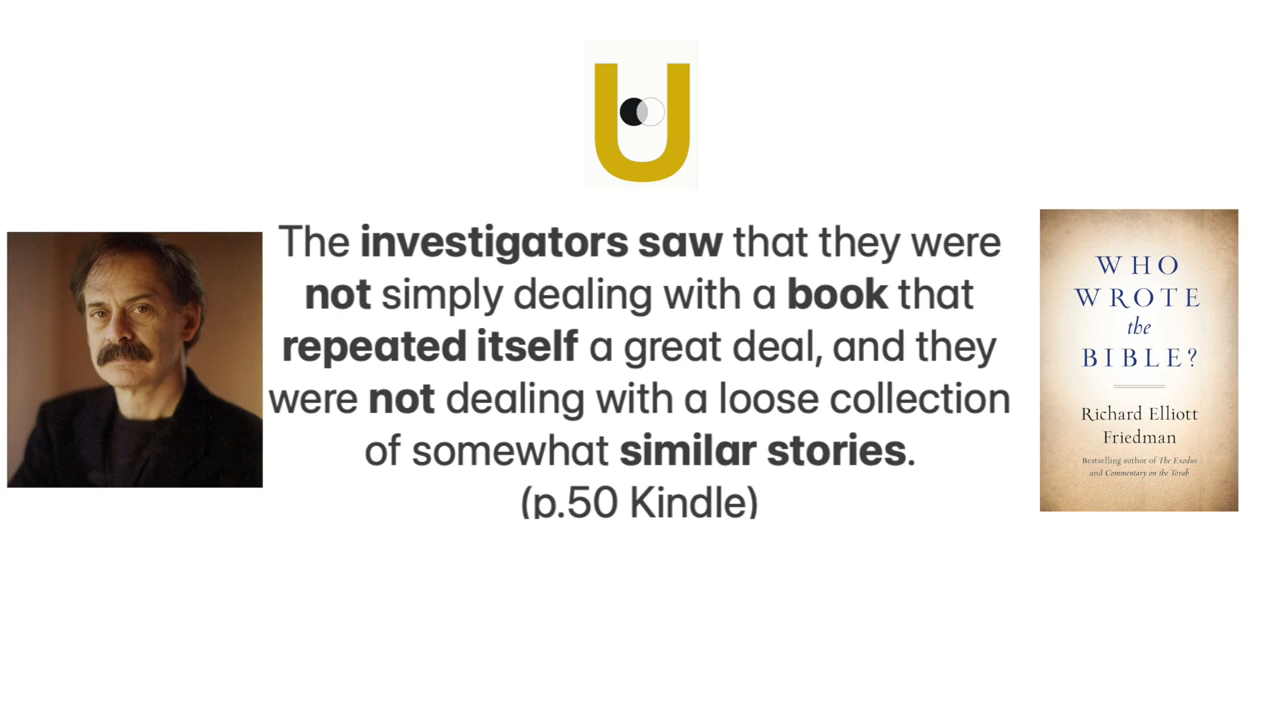 U
The investigators saw that they were
not simply dealing with a book that
repeated itself a great deal, and they
were not dealing with a loose collection
of somewhat similar stories.
(p.50 Kindle)
WHO
WROTE
the
BIBLE?
Richard Elliott
Friedman
Bestselling author of The Exodus
and Commentary on the Torah